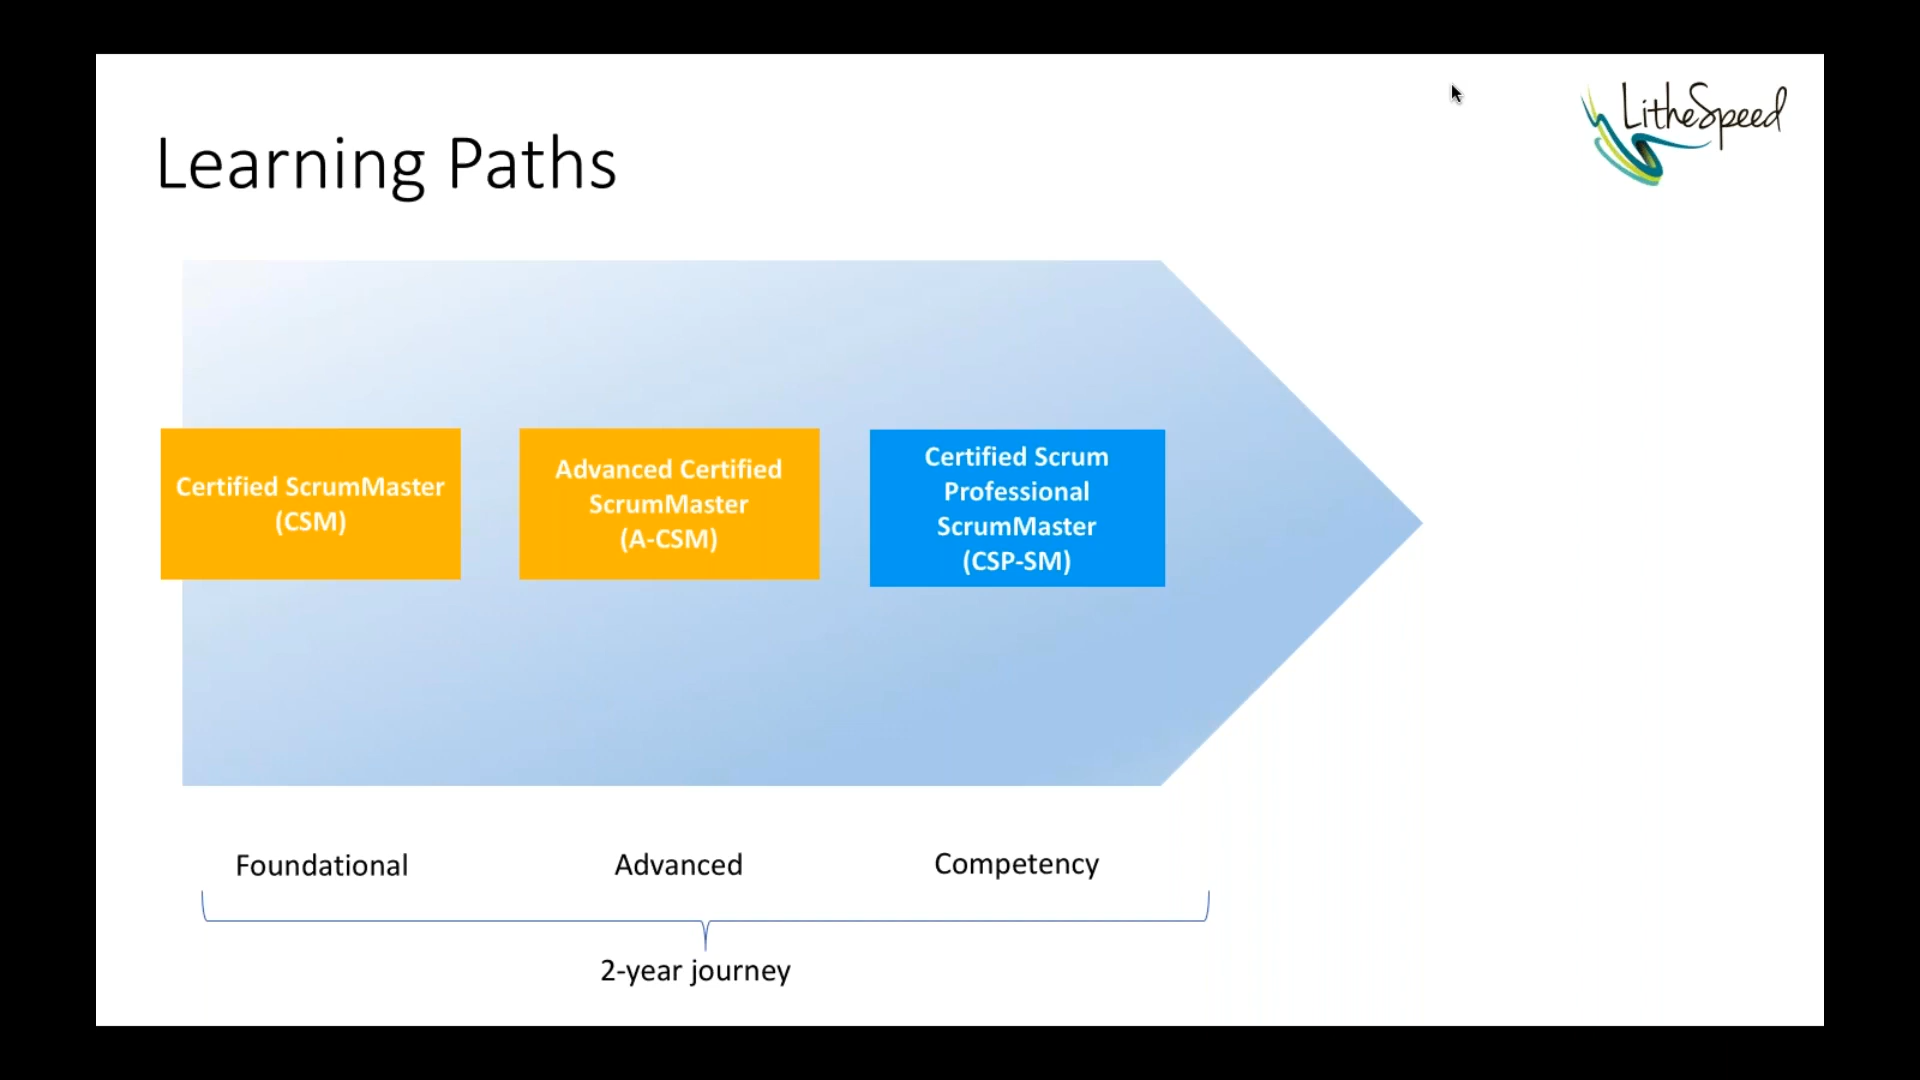 LitheSpeed
Learning Paths
Certified ScrumMaster
(CSM)
Advanced Certified
ScrumMaster
(A-CSM)
Certified Scrum
Professional
ScrumMaster
(CSP-SM)
Foundational
Advanced
Competency
2-year journey